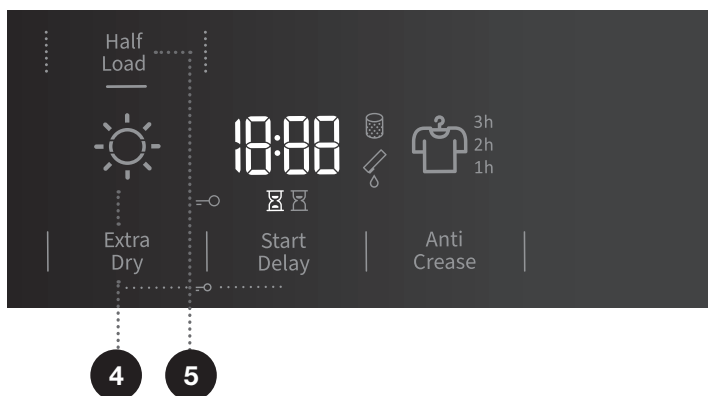 Half
Load
18:88
3h
2h
1h
Extra
Dry
Start
Delay
Anti
Crease
4
5